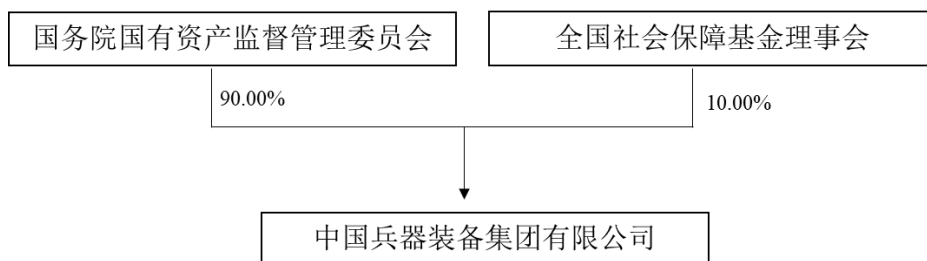 国务院国有资产监督管理委员会
全国社会保障基金理事会
90.00%
10.00%
中国兵器装备集团有限公司